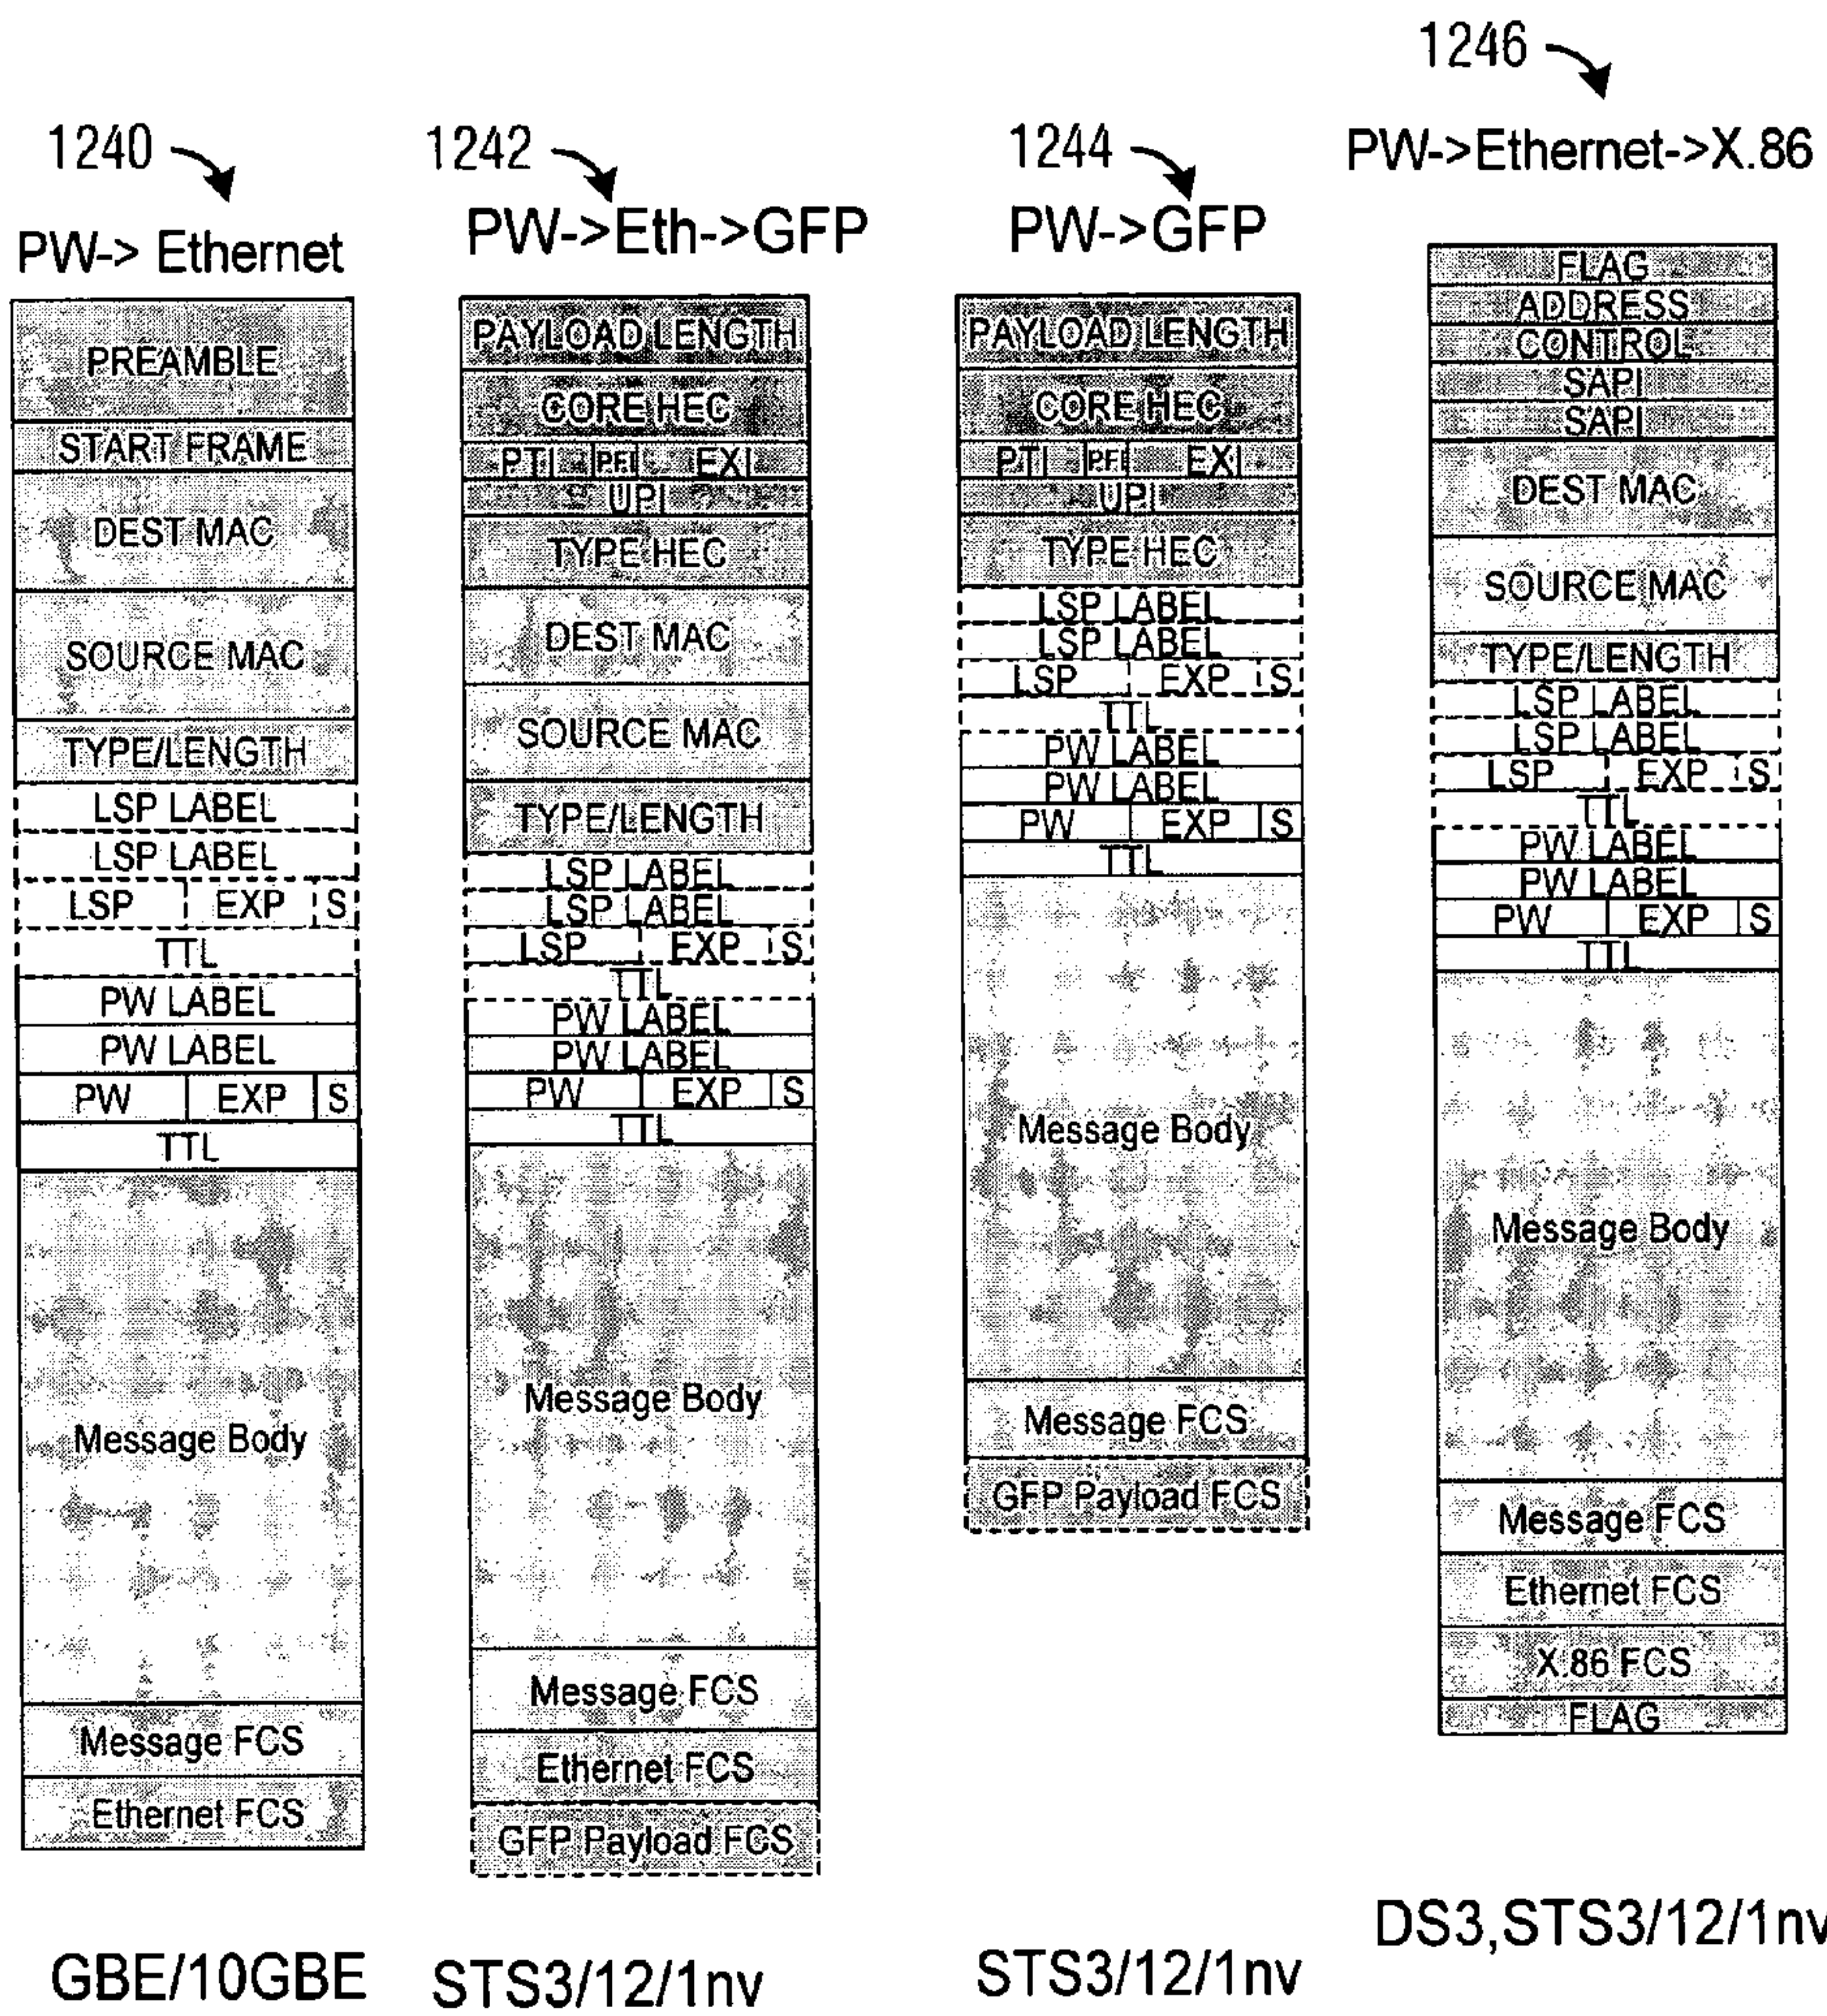 1240
PW-> Ethernet
PREAMBLE
START FRAME
DEST MAC
SOURCE MAC
TYPE/LENGTH
LSP LABEL
LSP LABEL
LSP EXP S
TTL
PW LABEL
PW LABEL
PW EXP S
TTL
Message Body
Message FCS
Ethernet FCS
GBE/10GBE
1242
PW->Eth->GFP
PAYLOAD LENGTH
CORE HEC
PTI PFI EXI
UPI
TYPE HEC
DEST MAC
SOURCE MAC
TYPE/LENGTH
LSP LABEL
LSP LABEL
LSP EXP S
TTL
PW LABEL
PW LABEL
PW EXP S
TTL
Message Body
Message FCS
Ethernet FCS
GFP Payload FCS
STS3/12/1nv
1244
PW->GFP
PAYLOAD LENGTH
CORE HEC
PTI PFI EXI
UPI
TYPE HEC
LSP LABEL
LSP LABEL
LSP EXP S
TTL
PW LABEL
PW LABEL
PW EXP S
TTL
Message Body
Message FCS
GFP Payload FCS
STS3/12/1nv
1246
PW->Ethernet->X.86
FLAG
ADDRESS
CONTROL
SAPI
SAPI
DEST MAC
SOURCE MAC
TYPE/LENGTH
LSP LABEL
LSP LABEL
LSP EXP S
TTL
PW LABEL
PW LABEL
PW EXP S
TTL
Message Body
Message FCS
Ethernet FCS
X.86 FCS
FLAG
DS3,STS3/12/1nv